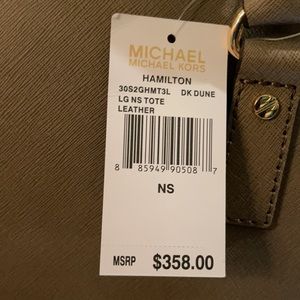 MICHAEL
MICHAEL KORS
HAMILTON
30S2GHMT3L DK DUNE
LG NS TOTE
LEATHER
8 85949 90508 7
NS
MSRP $358.00